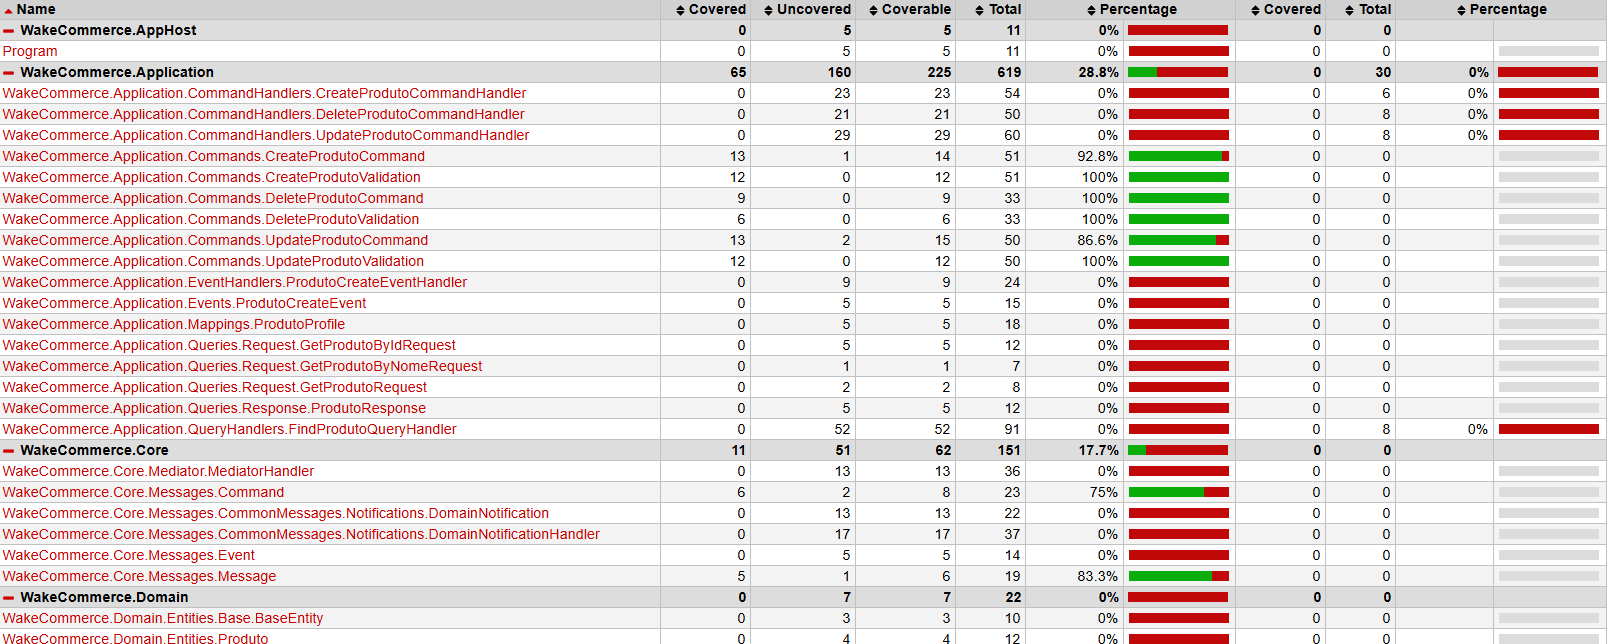 Name Covered Uncovered Coverable Total Percentage Covered Total Percentage
WakeCommerce.AppHost 0 5 5 11 0% 0 0
Program 0 5 5 11 0% 0 0
WakeCommerce.Application 65 160 225 619 28.8% 0 30 0%
WakeCommerce.Application.CommandHandlers.CreateProdutoCommandHandler 0 23 23 54 0% 0 6 0%
WakeCommerce.Application.CommandHandlers.DeleteProdutoCommandHandler 0 21 21 50 0% 0 8 0%
WakeCommerce.Application.CommandHandlers.UpdateProdutoCommandHandler 0 29 29 60 0% 0 8 0%
WakeCommerce.Application.Commands.CreateProdutoCommand 13 1 14 51 92.8% 0 0
WakeCommerce.Application.Commands.CreateProdutoValidation 12 0 12 51 100% 0 0
WakeCommerce.Application.Commands.DeleteProdutoCommand 9 0 9 33 100% 0 0
WakeCommerce.Application.Commands.DeleteProdutoValidation 6 0 6 33 100% 0 0
WakeCommerce.Application.Commands.UpdateProdutoCommand 13 2 15 50 86.6% 0 0
WakeCommerce.Application.Commands.UpdateProdutoValidation 12 0 12 50 100% 0 0
WakeCommerce.Application.EventHandlers.ProdutoCreateEventHandler 0 9 9 24 0% 0 0
WakeCommerce.Application.Events.ProdutoCreateEvent 0 5 5 15 0% 0 0
WakeCommerce.Application.Mappings.ProdutoProfile 0 5 5 18 0% 0 0
WakeCommerce.Application.Queries.Request.GetProdutoByIdRequest 0 5 5 12 0% 0 0
WakeCommerce.Application.Queries.Request.GetProdutoByNomeRequest 0 1 1 7 0% 0 0
WakeCommerce.Application.Queries.Request.GetProdutoRequest 0 2 2 8 0% 0 0
WakeCommerce.Application.Queries.Response.ProdutoResponse 0 5 5 12 0% 0 0
WakeCommerce.Application.QueryHandlers.FindProdutoQueryHandler 0 52 52 91 0% 0 8 0%
WakeCommerce.Core 11 51 62 151 17.7% 0 0
WakeCommerce.Core.Mediator.MediatorHandler 0 13 13 36 0% 0 0
WakeCommerce.Core.Messages.Command 6 2 8 23 75% 0 0
WakeCommerce.Core.Messages.CommonMessages.Notifications.DomainNotification 0 13 13 22 0% 0 0
WakeCommerce.Core.Messages.CommonMessages.Notifications.DomainNotificationHandler 0 17 17 37 0% 0 0
WakeCommerce.Core.Messages.Event 0 5 5 14 0% 0 0
WakeCommerce.Core.Messages.Message 5 1 6 19 83.3% 0 0
WakeCommerce.Domain 0 7 7 22 0% 0 0
WakeCommerce.Domain.Entities.Base.BaseEntity 0 3 3 10 0% 0 0
WakeCommerce.Domain.Entities.Produto 0 4 4 12 0% 0 0